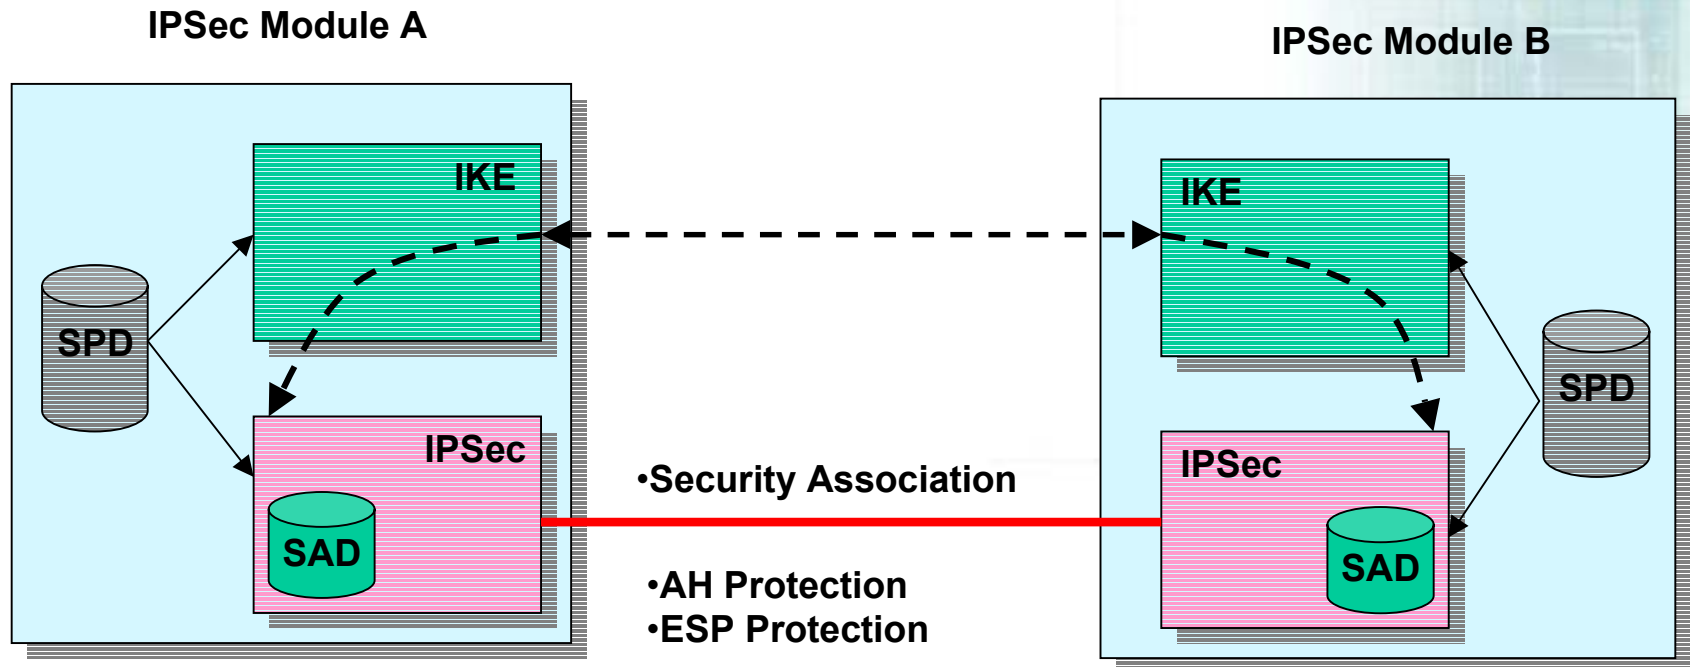 IPSec Module A
IPSec Module B
IKE
IKE
SPD
SPD
IPSec
IPSec
•Security Association
SAD
SAD
•AH Protection
•ESP Protection